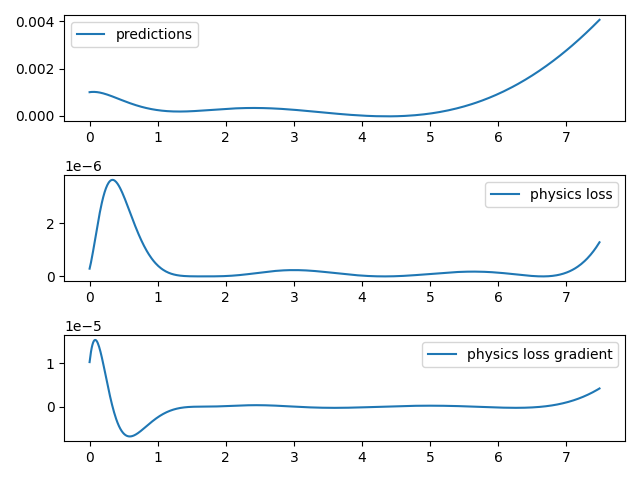 0.004
0.002
0.000
predictions
0 1 2 3 4 5 6 7
1e−6
2
0
physics loss
0 1 2 3 4 5 6 7
1e−5
1
0
physics loss gradient
0 1 2 3 4 5 6 7